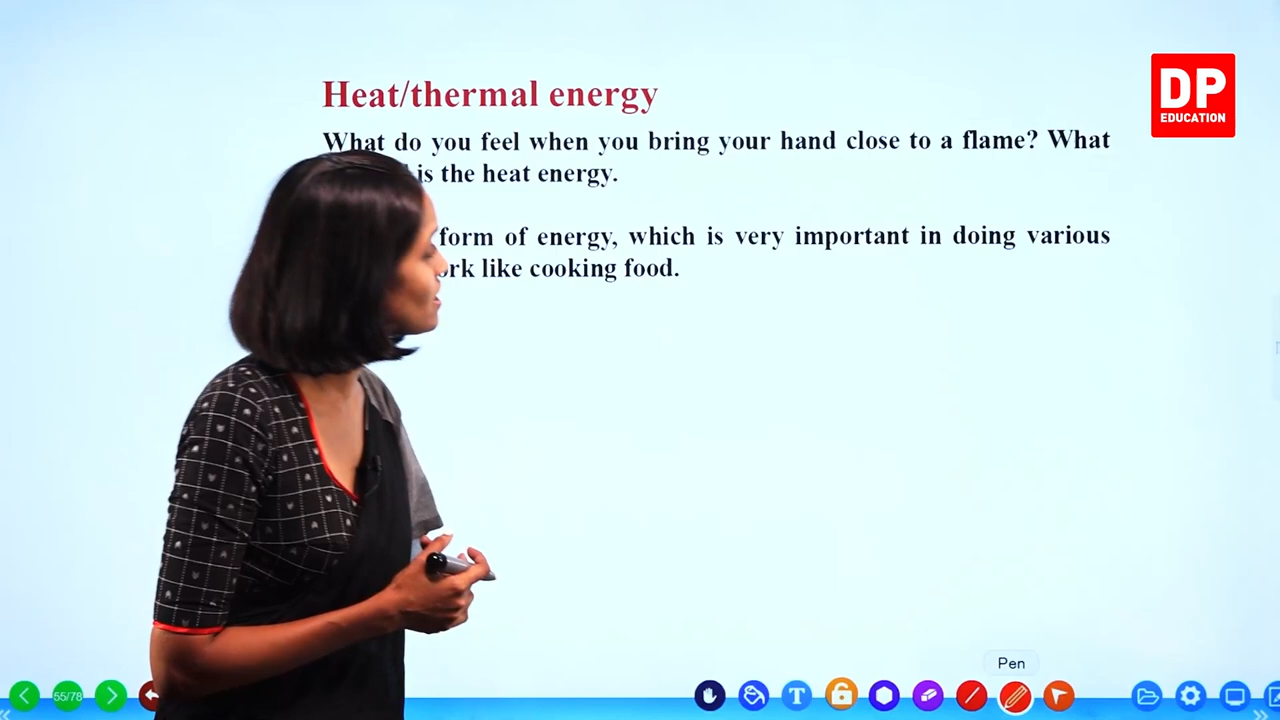 Heat/thermal energy
What do you feel when you bring your hand close to a flame? What
is the heat energy.
form of energy, which is very important in doing various
like cooking food.
DP
EDUCATION
Pen
55/78
T